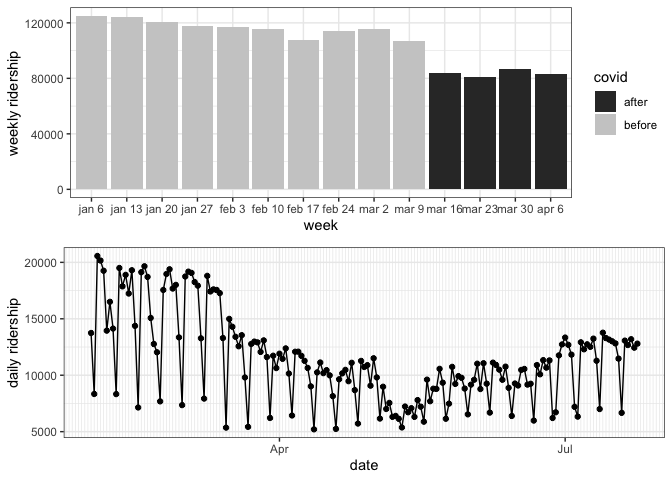 120000
80000
40000
0
weekly ridership
jan 6 jan 13 jan 20 jan 27 feb 3 feb 10 feb 17 feb 24 mar 2 mar 9 mar 16 mar 23 mar 30 apr 6
week
covid
after
before
20000
15000
10000
5000
daily ridership
Apr Jul
date